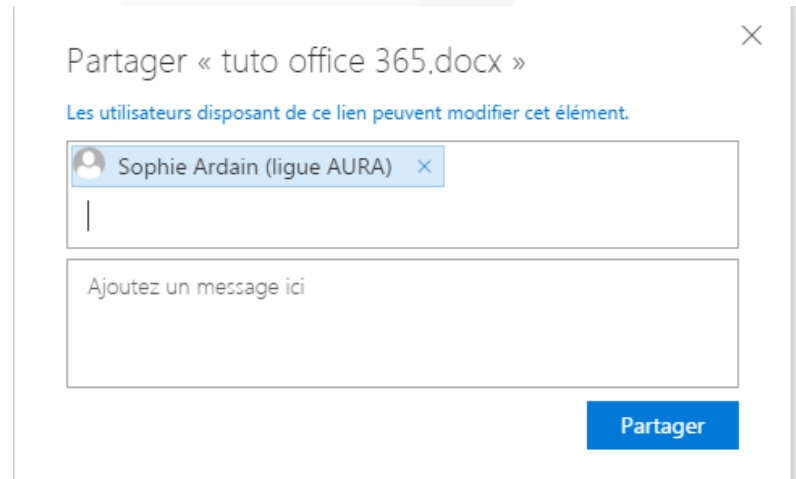 Partager « tuto office 365.docx »
Les utilisateurs disposant de ce lien peuvent modifier cet élément.
Sophie Ardain (ligue AURA) ×
Ajoutez un message ici
Partager